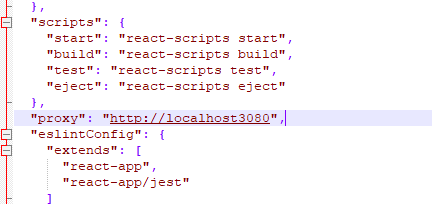 },
"scripts": {
"start": "react-scripts start",
"build": "react-scripts build",
"test": "react-scripts test",
"eject": "react-scripts eject"
},
"proxy": "http://localhost3080",
"eslintConfig": {
"extends": [
"react-app",
"react-app/jest"
]